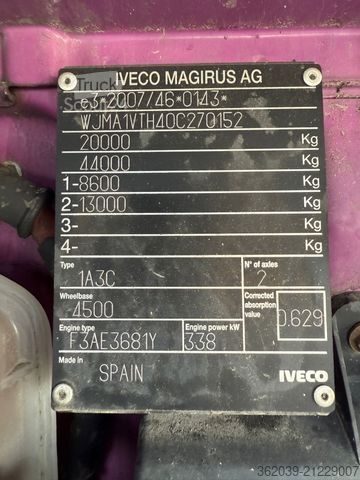 IVECO MAGIRUS AG
e3*2007/46*0143*
WJMA1VTH40C270152
20000 Kg
44000 Kg
1-8600 Kg
2-13000 Kg
3- Kg
4- Kg
Type 1A3C
N° of axles 2
Wheelbase 4500
Corrected absorption value 0.629
Engine type F3AE3681Y
Engine power kW 338
Made in SPAIN
IVECO
Truck
362039-21229007